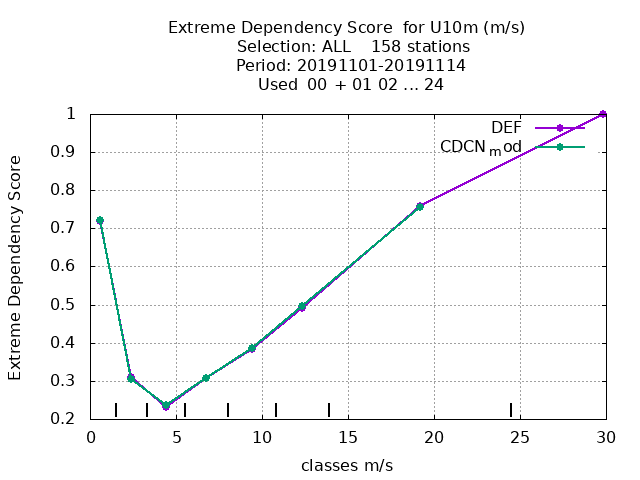 Extreme Dependency Score for U10m (m/s)
Selection: ALL 158 stations
Period: 20191101-20191114
Used 00 + 01 02 ... 24
DEF
CDCN_mod
Extreme Dependency Score
1
0.9
0.8
0.7
0.6
0.5
0.4
0.3
0.2
0 5 10 15 20 25 30
classes m/s